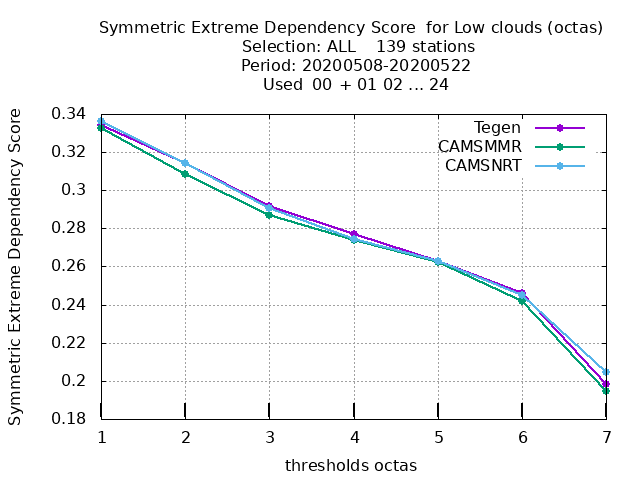 Symmetric Extreme Dependency Score  for Low clouds (octas)
Selection: ALL    139 stations
Period: 20200508-20200522
Used  00 + 01 02 ... 24
Symmetric Extreme Dependency Score
0.34
0.32
0.3
0.28
0.26
0.24
0.22
0.2
0.18
Tegen
CAMSMMR
CAMSNRT
1 2 3 4 5 6 7
thresholds octas